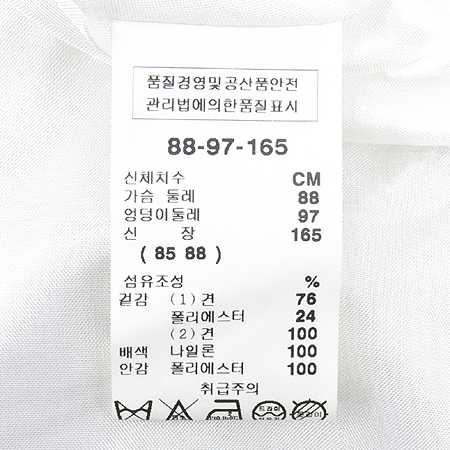 품질경영및공산품안전
관리법에의한품질표시
88-97-165
신체치수 CM
가슴 둘레 88
엉덩이둘레 97
신 장 165
( 85 88 )
섬유조성 %
겉감 (1) 견 76
폴리에스터 24
(2) 견 100
배색 나일론 100
안감 폴리에스터 100
취급주의
드라이